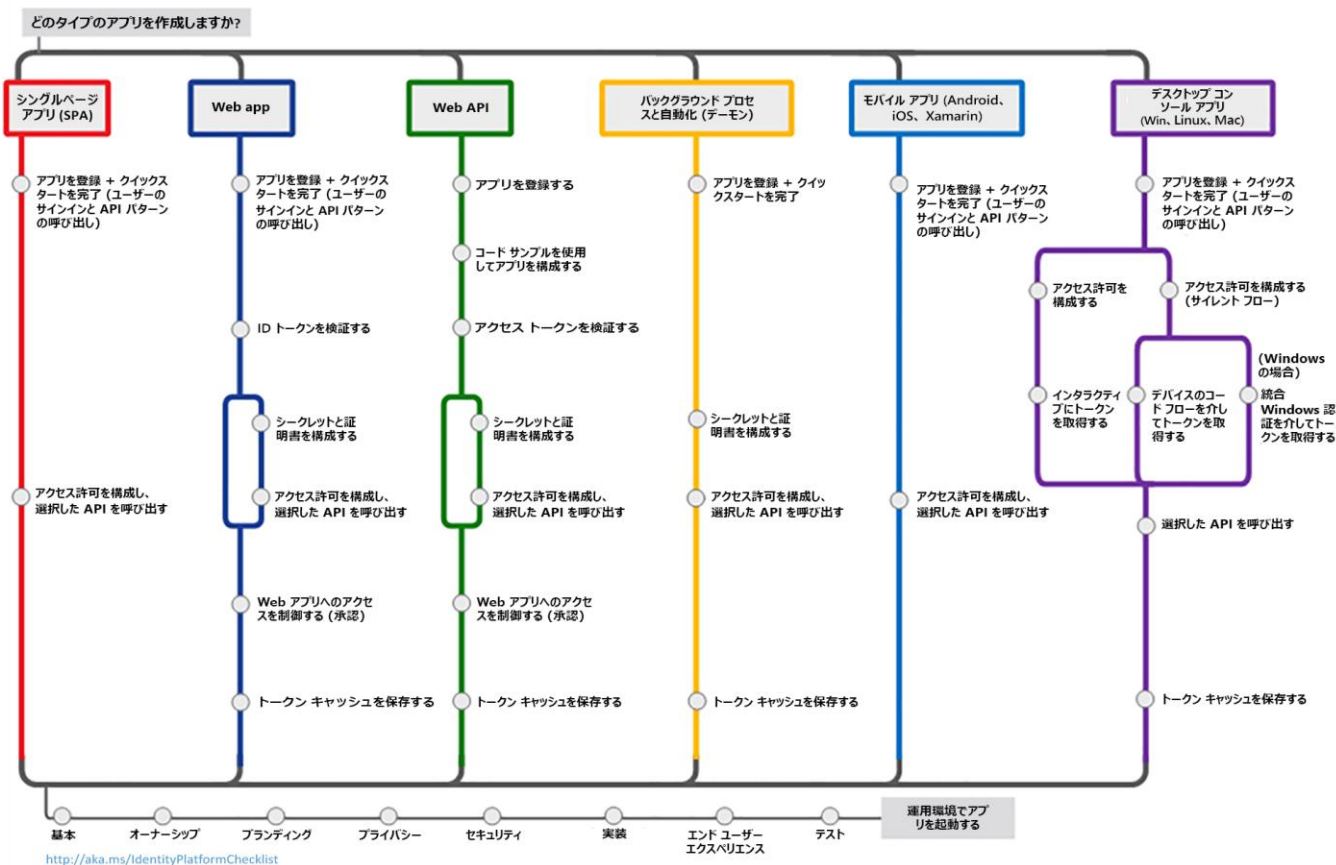 どのタイプのアプリを作成しますか?
シングルページ
アプリ (SPA)
Web app
Web API
バックグラウンド プロセ
スと自動化 (デーモン)
モバイル アプリ (Android、
iOS、Xamarin)
デスクトップ コン
ソール アプリ
(Win、Linux、Mac)
アプリを登録 + クイックス
タートを完了 (ユーザーの
サインインと API パターン
の呼び出し)
アクセス許可を構成し、
選択した API を呼び出す
アプリを登録 + クイックス
タートを完了 (ユーザーの
サインインと API パターン
の呼び出し)
ID トークンを検証する
シークレットと証
明書を構成する
アクセス許可を構成し、
選択した API を呼び出す
Web アプリへのアクセ
スを制御する (承認)
トークン キャッシュを保存する
アプリを登録する
コード サンプルを使用
してアプリを構成する
アクセス トークンを検証する
シークレットと証
明書を構成する
アクセス許可を構成し、
選択した API を呼び出す
Web アプリへのアクセ
スを制御する (承認)
トークン キャッシュを保存する
アプリを登録 + クイッ
クスタートを完了
シークレットと証
明書を構成する
アクセス許可を構成し、
選択した API を呼び出す
トークン キャッシュを保存する
アプリを登録 + クイックス
タートを完了 (ユーザーの
サインインと API パターン
の呼び出し)
アクセス許可を構成し、
選択した API を呼び出す
アプリを登録 + クイックス
タートを完了 (ユーザーの
サインインと API パターン
の呼び出し)
アクセス許可を
構成する
アクセス許可を構成する
(サイレント フロー)
インタラクティ
ブにトークン
を取得する
デバイスのコー
ド フローを介し
てトークンを取
得する
(Windows
の場合)
統合
Windows 認
証を介してトー
クンを取得する
選択した API を呼び出す
トークン キャッシュを保存する
基本
オーナーシップ
ブランディング
プライバシー
セキュリティ
実装
エンド ユーザー
エクスペリエンス
テスト
運用環境でアプ
リを起動する
http://aka.ms/IdentityPlatformChecklist